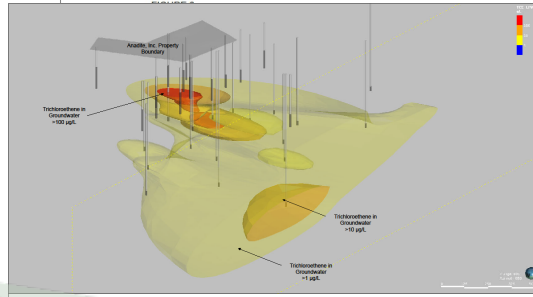 Anadite, Inc. Property
Boundary
Trichloroethene in
Groundwater
>100 µg/L
Trichloroethene in
Groundwater
>10 µg/L
Trichloroethene in
Groundwater
>1 µg/L